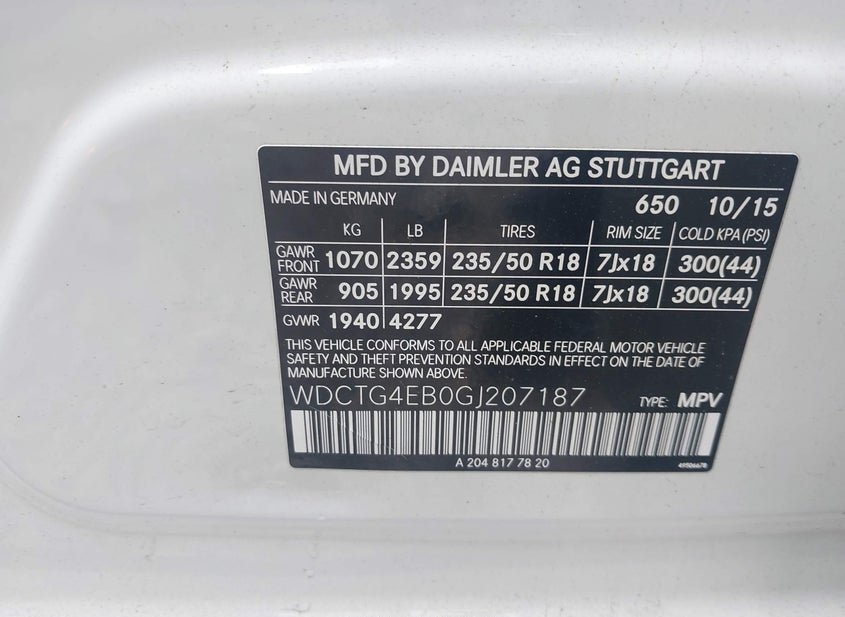 MFD BY DAIMLER AG STUTTGART
MADE IN GERMANY 650 10/15
KG LB TIRES RIM SIZE COLD KPA (PSI)
GAWR FRONT 1070 2359 235/50 R18 7Jx18 300(44)
GAWR REAR 905 1995 235/50 R18 7Jx18 300(44)
GVWR 1940 4277
THIS VEHICLE CONFORMS TO ALL APPLICABLE FEDERAL MOTOR VEHICLE
SAFETY AND THEFT PREVENTION STANDARDS IN EFFECT ON THE DATE OF
MANUFACTURE SHOWN ABOVE.
WDCTG4EB0GJ207187 TYPE: MPV
A 204 817 78 20 49506678